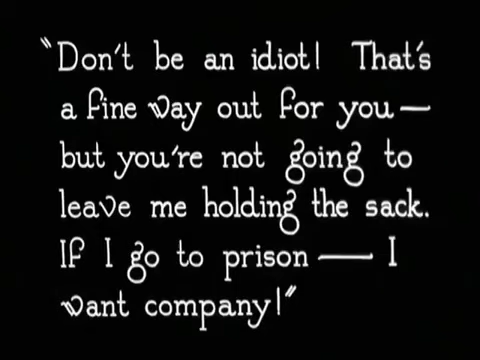 "Don't be an idiot! That's
a fine way out for you —
but you're not going to
leave me holding the sack.
If I go to prison — I
want company!"